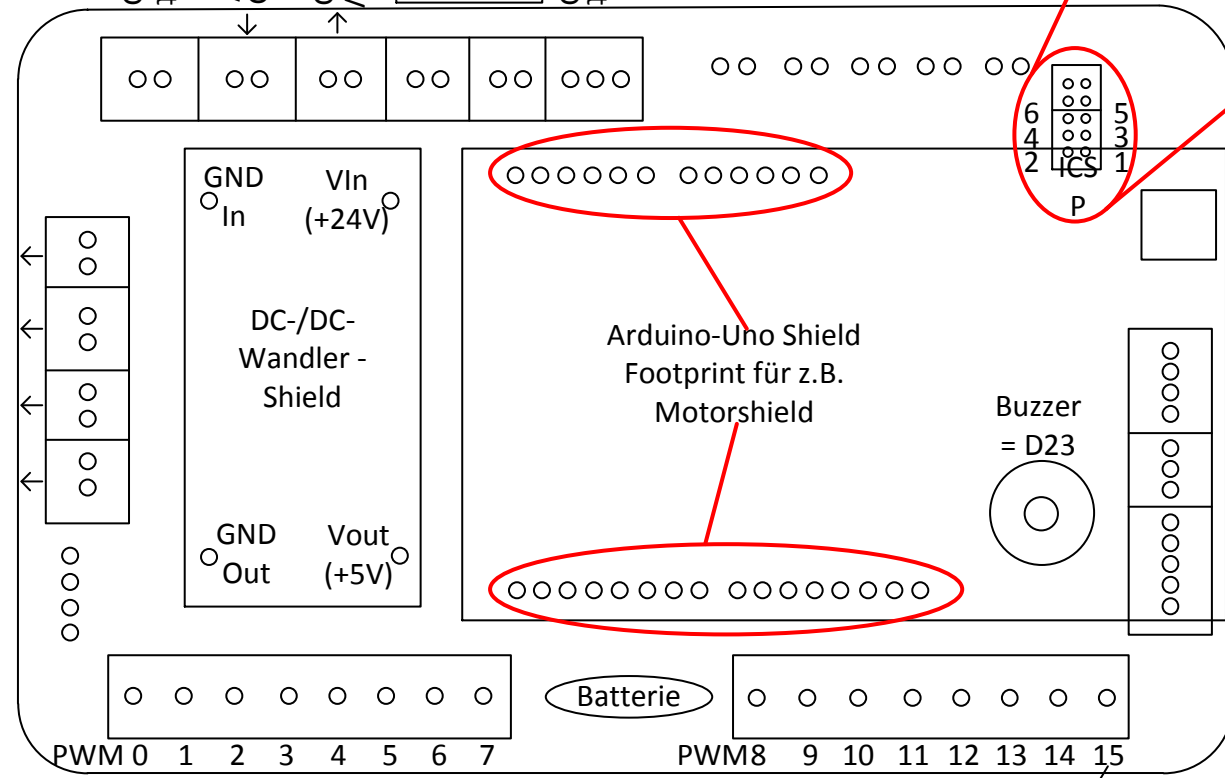 6 5
4 3
2 1
ICS
P
GND
In
VIn
(+24V)
DC-/DC-
Wandler -
Shield
Arduino-Uno Shield
Footprint für z.B.
Motorshield
Buzzer
= D23
GND
Out
Vout
(+5V)
Batterie
PWM 0 1 2 3 4 5 6 7
PWM 8 9 10 11 12 13 14 15